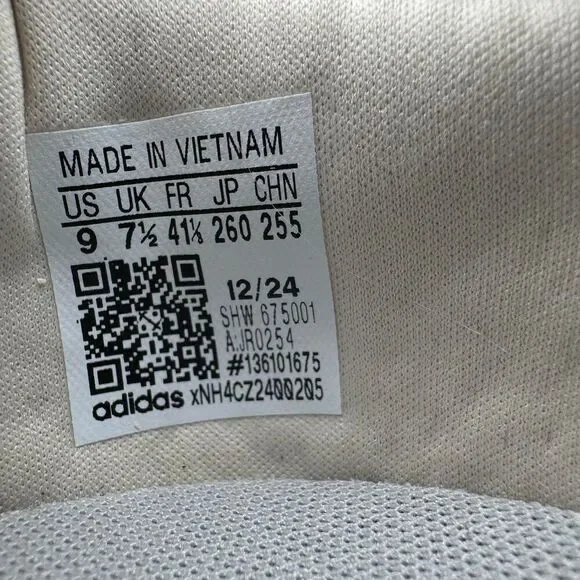 MADE IN VIETNAM
US UK FR JP CHN
9 7½ 41⅓ 260 255
12/24
SHW 675001
A:JR0254
#136101675
adidas xNH4CZ2400205